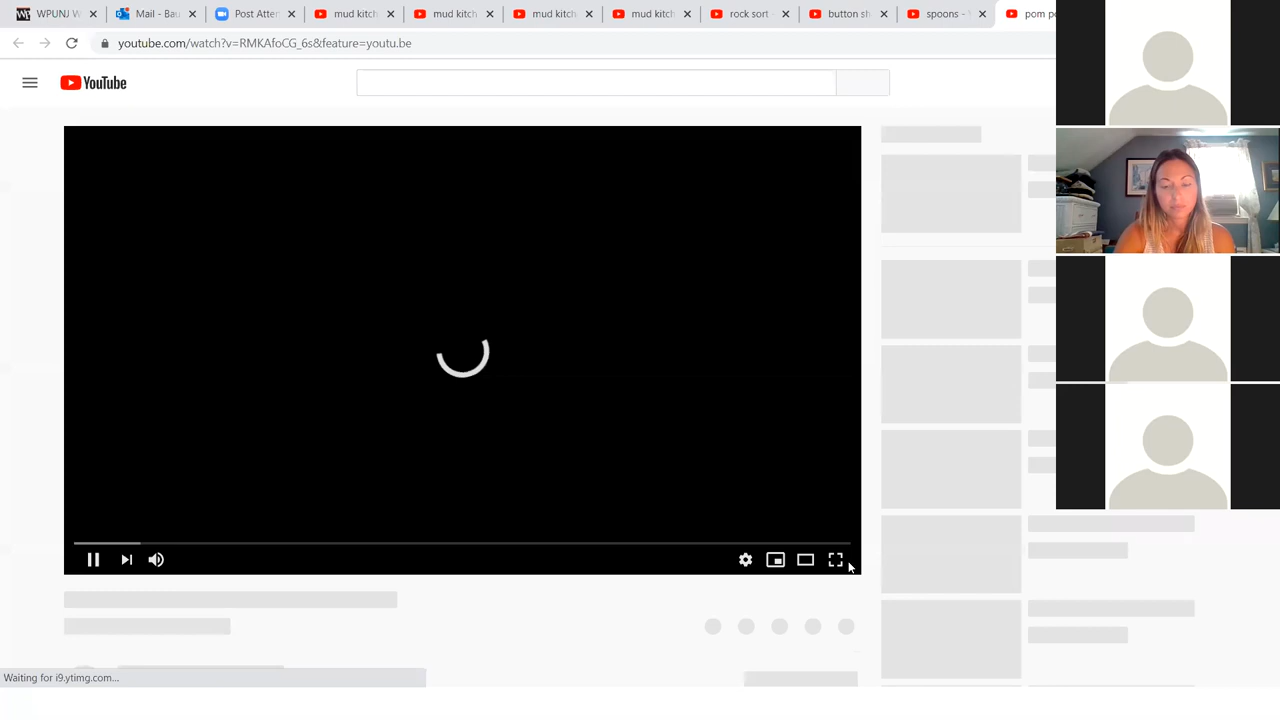 WPUNJ W
Mail - Bau
Post Atter
mud kitch
mud kitch
mud kitch
mud kitch
rock sort
button sh
spoons - Y
pom p
youtube.com/watch?v=RMKAfoCG_6s&feature=youtu.be
YouTube
Waiting for i9.ytimg.com...